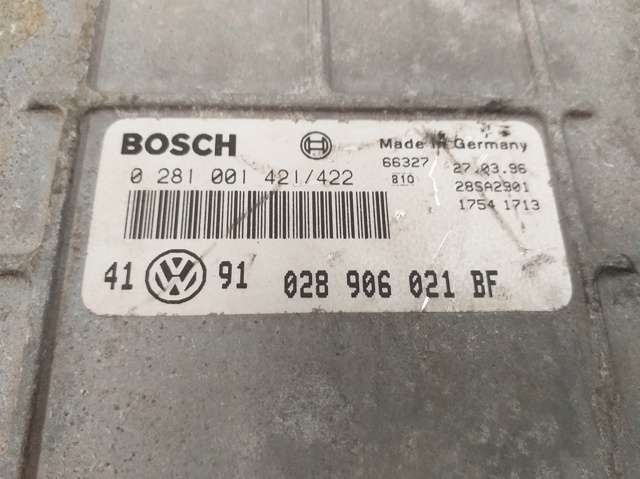 BOSCH
Made in Germany
0 281 001 421/422
66327 27.03.96
810 28SA2901
1754 1713
41 VW 91 028 906 021 BF